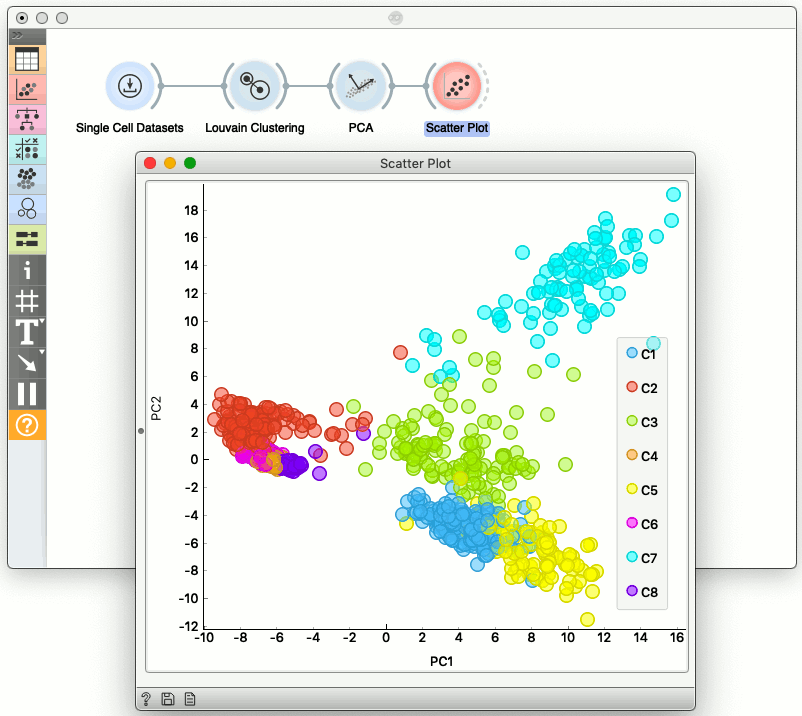 Single Cell Datasets
Louvain Clustering
PCA
Scatter Plot
i
T
?
Scatter Plot
PC2
18
16
14
12
10
8
6
4
2
0
-2
-4
-6
-8
-10
-12
-10
-8
-6
-4
-2
0
2
4
6
8
10
12
14
16
PC1
C1
C2
C3
C4
C5
C6
C7
C8
?